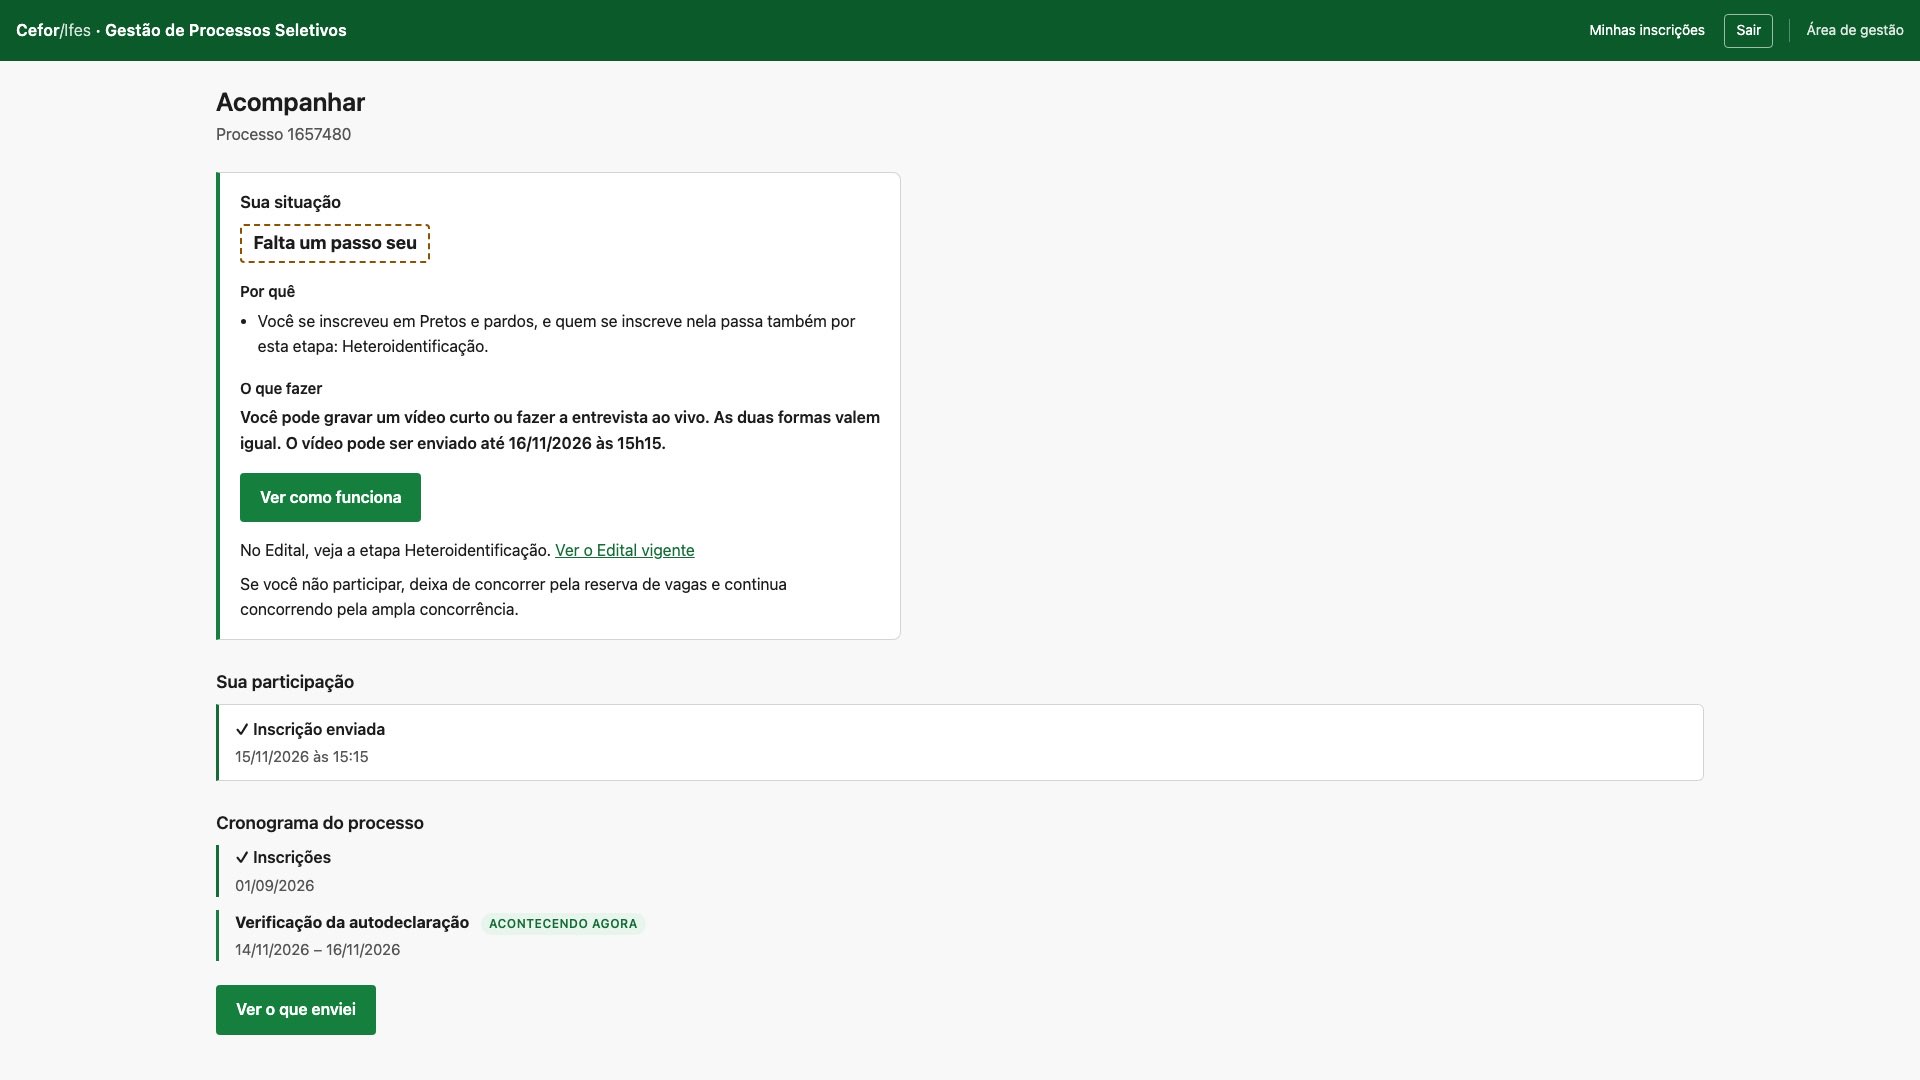 Cefor/Ifes · Gestão de Processos Seletivos
Minhas inscrições
Sair
Área de gestão
Acompanhar
Processo 1657480
Sua situação
Falta um passo seu
Por quê
• Você se inscreveu em Pretos e pardos, e quem se inscreve nela passa também por
esta etapa: Heteroidentificação.
O que fazer
Você pode gravar um vídeo curto ou fazer a entrevista ao vivo. As duas formas valem
igual. O vídeo pode ser enviado até 16/11/2026 às 15h15.
Ver como funciona
No Edital, veja a etapa Heteroidentificação. Ver o Edital vigente
Se você não participar, deixa de concorrer pela reserva de vagas e continua
concorrendo pela ampla concorrência.
Sua participação
✓ Inscrição enviada
15/11/2026 às 15:15
Cronograma do processo
✓ Inscrições
01/09/2026
Verificação da autodeclaração ACONTECENDO AGORA
14/11/2026 – 16/11/2026
Ver o que enviei